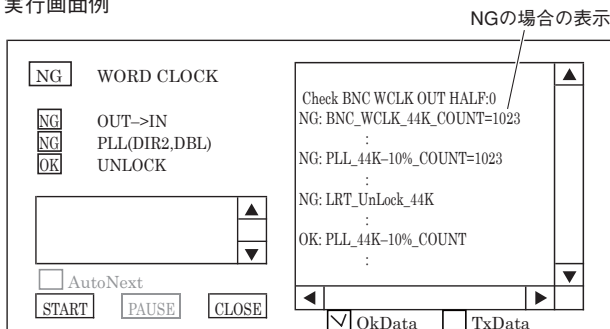 実行画面例
NGの場合の表示
NG WORD CLOCK
NG OUT–>IN
NG PLL(DIR2,DBL)
OK UNLOCK
AutoNext
START PAUSE CLOSE
Check BNC WCLK OUT HALF:0
NG: BNC_WCLK_44K_COUNT=1023
:
NG: PLL_44K–10%_COUNT=1023
:
NG: LRT_UnLock_44K
:
OK: PLL_44K–10%_COUNT
:
OkData TxData